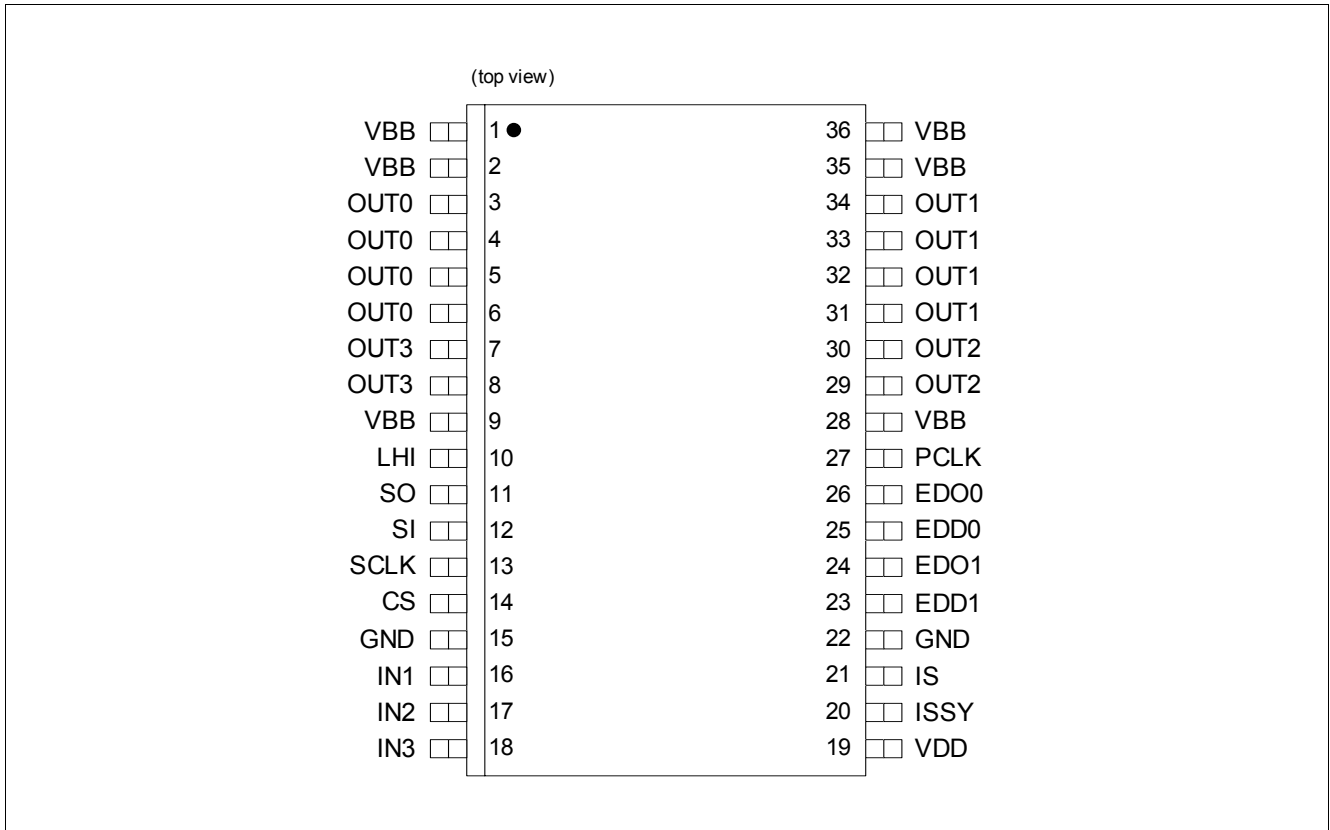 (top view)
VBB 1 36 VBB
VBB 2 35 VBB
OUT0 3 34 OUT1
OUT0 4 33 OUT1
OUT0 5 32 OUT1
OUT0 6 31 OUT1
OUT3 7 30 OUT2
OUT3 8 29 OUT2
VBB 9 28 VBB
LHI 10 27 PCLK
SO 11 26 EDO0
SI 12 25 EDD0
SCLK 13 24 EDO1
CS 14 23 EDD1
GND 15 22 GND
IN1 16 21 IS
IN2 17 20 ISSY
IN3 18 19 VDD